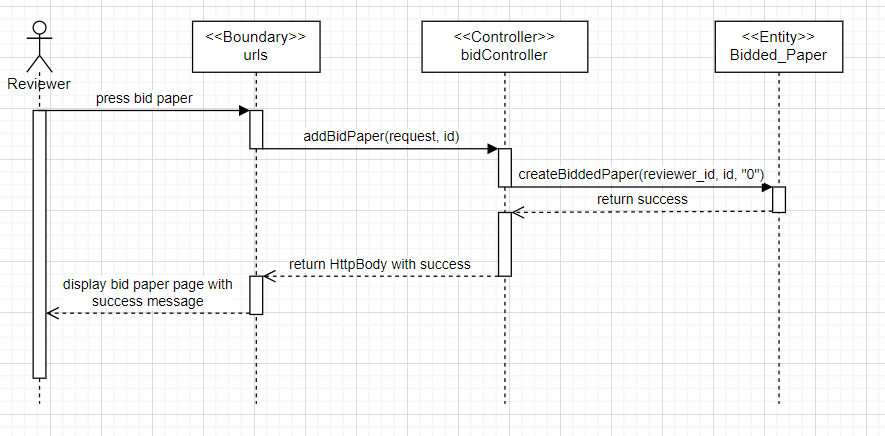 <<Boundary>>
urls
<<Controller>>
bidController
<<Entity>>
Bidded_Paper
Reviewer
press bid paper
addBidPaper(request, id)
createBiddedPaper(reviewer_id, id, "0")
return success
return HttpBody with success
display bid paper page with
success message